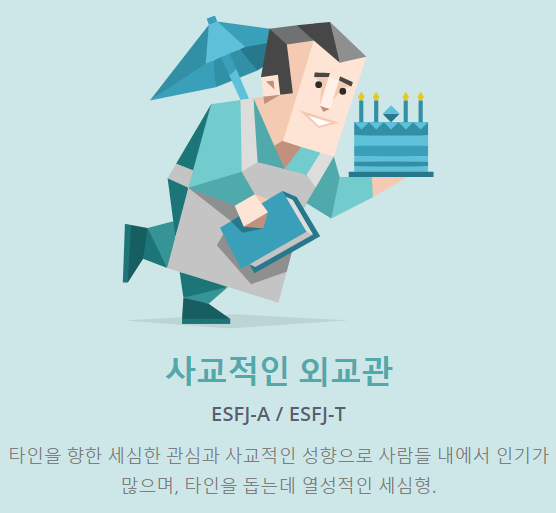 사교적인 외교관
ESFJ-A / ESFJ-T
타인을 향한 세심한 관심과 사교적인 성향으로 사람들 내에서 인기가
많으며, 타인을 돕는데 열성적인 세심형.